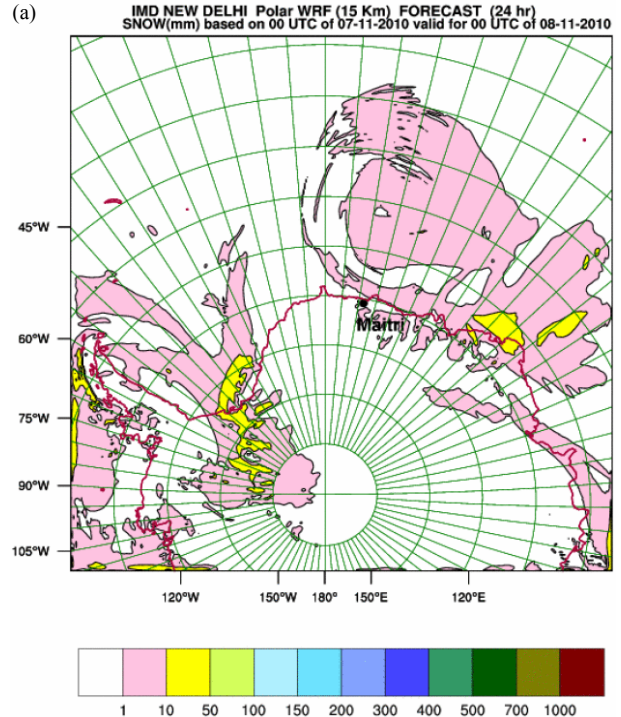 (a)
IMD NEW DELHI Polar WRF (15 Km) FORECAST (24 hr)
SNOW(mm) based on 00 UTC of 07-11-2010 valid for 00 UTC of 08-11-2010
45°W
Maitri
60°W
75°W
90°W
105°W
120°W 150°W 180° 150°E 120°E
1 10 50 100 150 200 300 400 500 700 1000